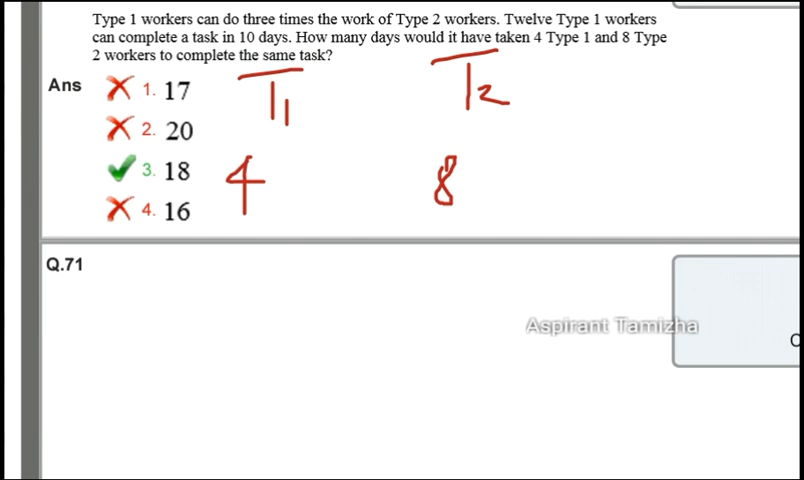 Type 1 workers can do three times the work of Type 2 workers. Twelve Type 1 workers
can complete a task in 10 days. How many days would it have taken 4 Type 1 and 8 Type
2 workers to complete the same task?
Ans
1. 17
2. 20
3. 18
4. 16
T1 T2
4 8
Q.71
Aspirant Tamizha